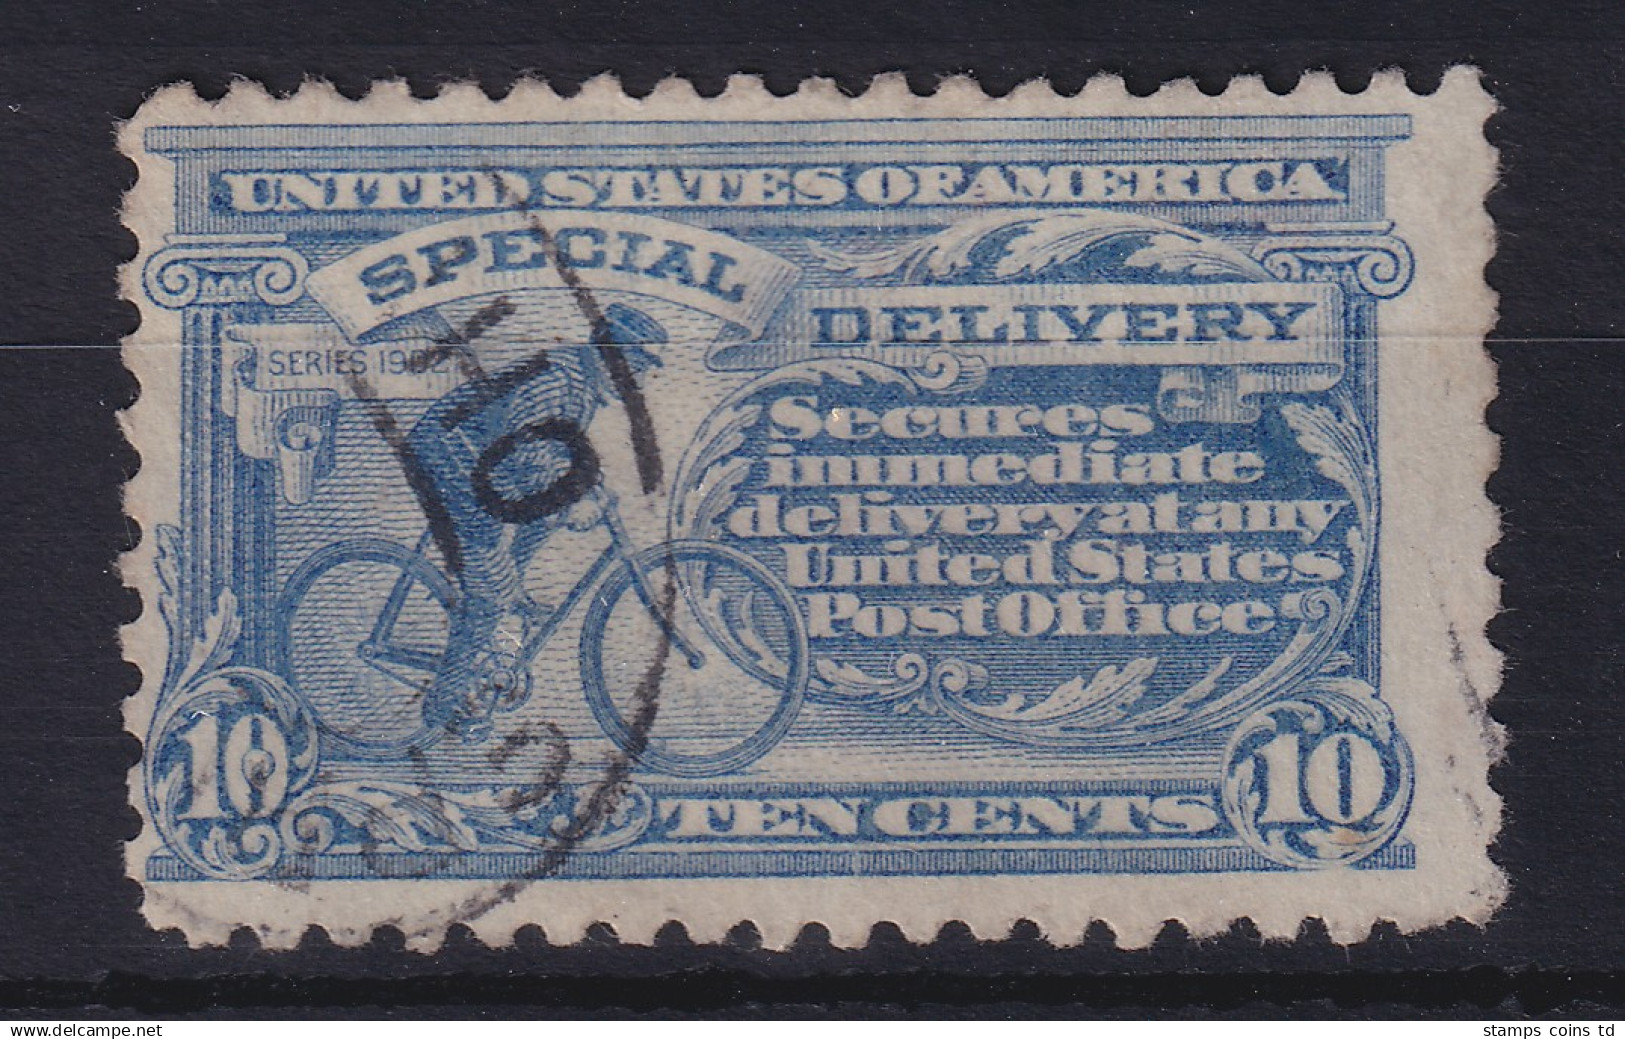 UNITED STATES OF AMERICA
SPECIAL
DELIVERY
SERIES 1902
Secures
immediate
delivery at any
United States
Post Office.
10
TEN CENTS
10
www.delcampe.net
stamps coins td